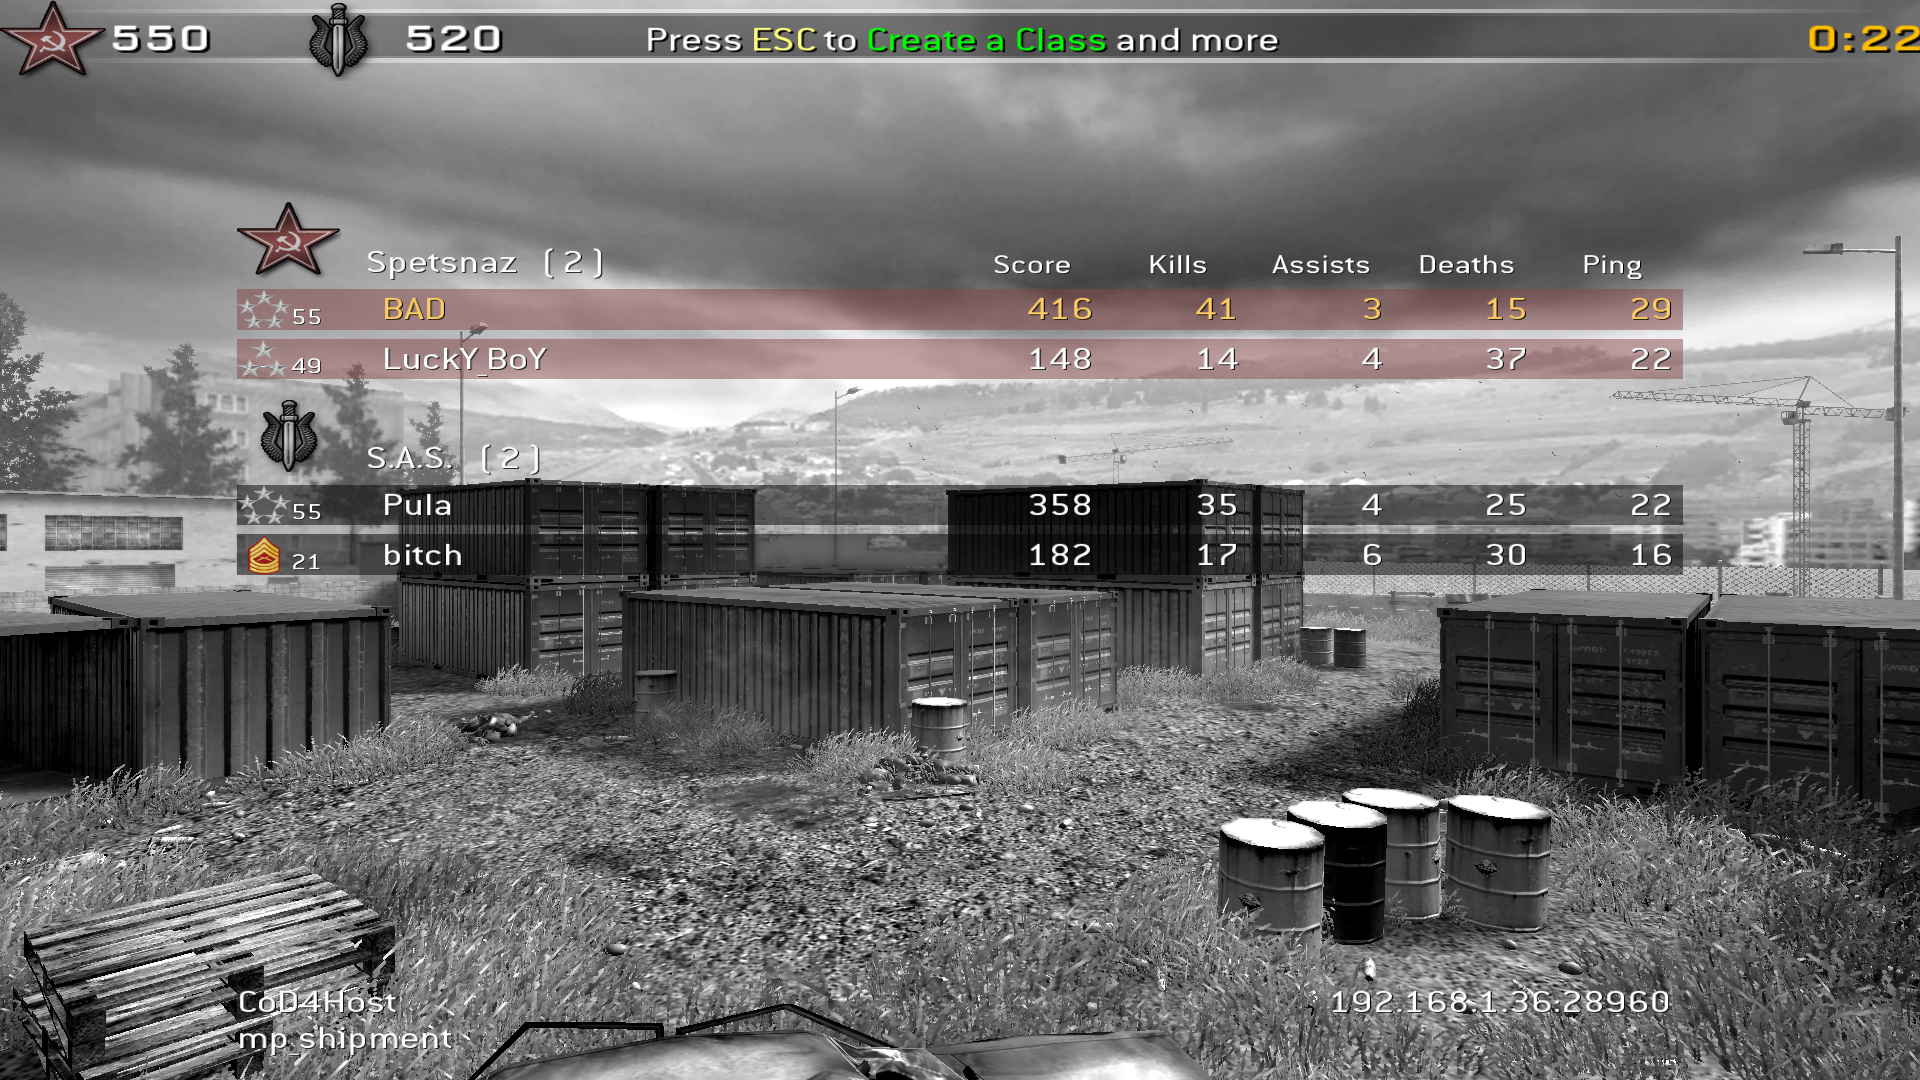 550 520 Press ESC to Create a Class and more 0:22
Spetsnaz (2) Score Kills Assists Deaths Ping
55 BAD 416 41 3 15 29
49 LuckY_BoY 148 14 4 37 22
S.A.S. (2)
55 Pula 358 35 4 25 22
21 bitch 182 17 6 30 16
CoD4Host 192.168.1.36:28960
mp_shipment